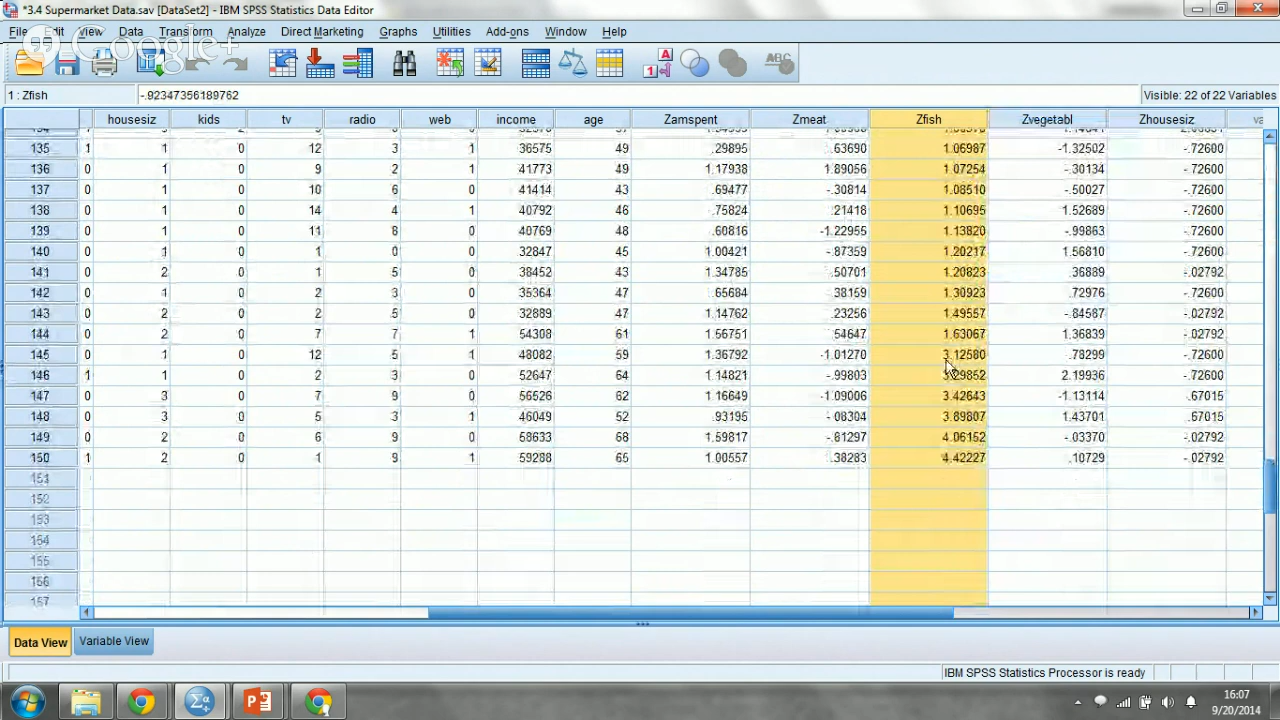 *3.4 Supermarket Data.sav [DataSet2] - IBM SPSS Statistics Data Editor
File Edit View Data Transform Analyze Direct Marketing Graphs Utilities Add-ons Window Help
Google+
1 : Zfish -.92347356189762 Visible: 22 of 22 Variables
housesiz kids tv radio web income age Zamspent Zmeat Zfish Zvegetabl Zhousesiz va
135 1 1 0 12 3 1 36575 49 .29895 .63690 1.06987 -1.32502 -.72600
136 0 1 0 9 2 1 41773 49 1.17938 1.89056 1.07254 -.30134 -.72600
137 0 1 0 10 6 0 41414 43 .69477 -.30814 1.08510 -.50027 -.72600
138 0 1 0 14 4 1 40792 46 .75824 .21418 1.10695 1.52689 -.72600
139 0 1 0 11 8 0 40769 48 .60816 -1.22955 1.13820 -.99863 -.72600
140 0 1 0 1 0 0 32847 45 1.00421 -.87359 1.20217 1.56810 -.72600
141 0 2 0 1 5 0 38452 43 1.34785 .50701 1.20823 .36889 -.02792
142 0 1 0 2 3 0 35364 47 .65684 .38159 1.30923 .72976 -.72600
143 0 2 0 2 5 0 32889 47 1.14762 .23256 1.49557 -.84587 -.02792
144 0 2 0 7 7 1 54308 61 1.56751 .54647 1.63067 1.36839 -.02792
145 0 1 0 12 5 1 48082 59 1.36792 -1.01270 3.12580 .78299 -.72600
146 1 1 0 2 3 0 52647 64 1.14821 -.99803 2.19936 -.72600
147 0 3 0 7 9 0 56526 62 1.16649 -1.09006 3.42643 -1.13114 .67015
148 0 3 0 5 3 1 46049 52 .93195 -.08304 3.89807 1.43701 .67015
149 0 2 0 6 9 0 58633 68 1.59817 -.81297 4.06152 -.03370 -.02792
150 1 2 0 1 9 1 59288 65 1.00557 .38283 4.42227 .10729 -.02792
151
152
153
154
155
156
157
Data View Variable View
IBM SPSS Statistics Processor is ready
16:07
9/20/2014